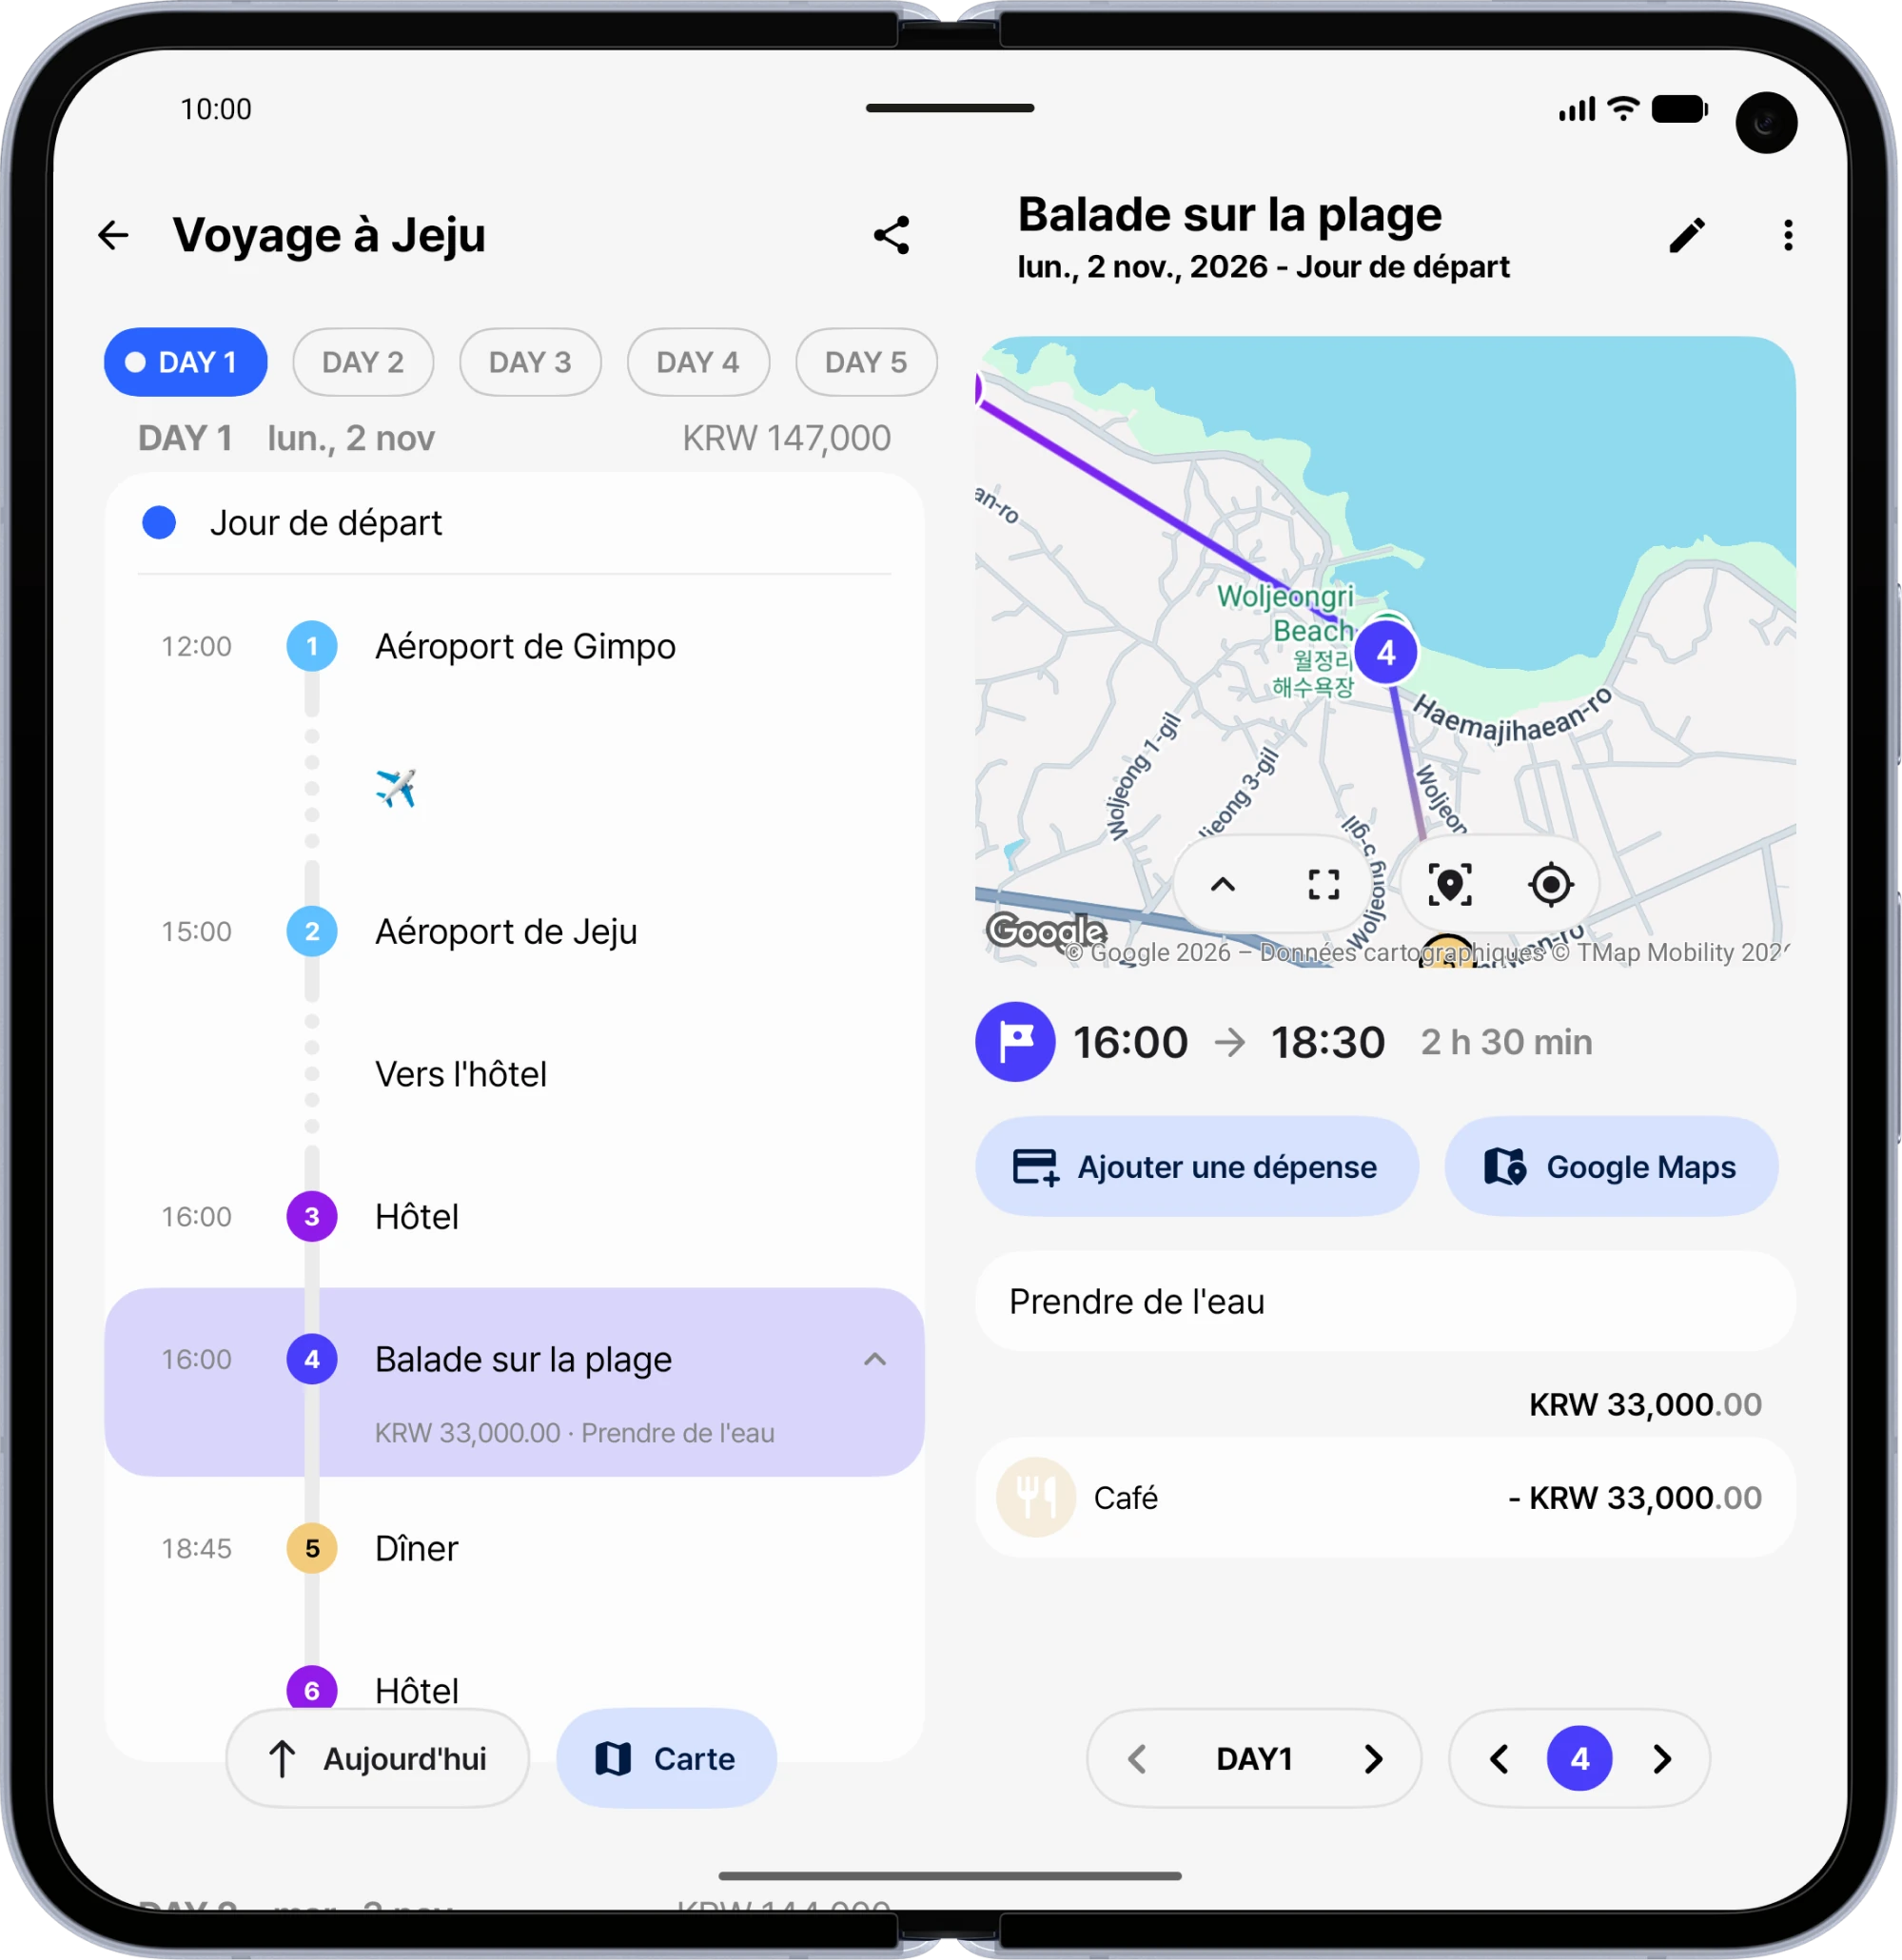 10:00
Voyage à Jeju
DAY 1
DAY 2
DAY 3
DAY 4
DAY 5
DAY 1 lun., 2 nov
KRW 147,000
Jour de départ
12:00
1
Aéroport de Gimpo
15:00
2
Aéroport de Jeju
Vers l'hôtel
16:00
3
Hôtel
16:00
4
Balade sur la plage
KRW 33,000.00 · Prendre de l'eau
18:45
5
Dîner
6
Hôtel
Aujourd'hui
Carte
KRW 144,000
Balade sur la plage
lun., 2 nov., 2026 - Jour de départ
an-ro
Woljeongri
Beach
월정리
해수욕장
4
Haemajihaean-ro
Woljeong 1-gil
jeong 3-gil
Woljeon
Google
© Google 2026 – Données cartographiques © TMap Mobility
16:00 → 18:30 2 h 30 min
Ajouter une dépense
Google Maps
Prendre de l'eau
KRW 33,000.00
Café
- KRW 33,000.00
DAY1
4